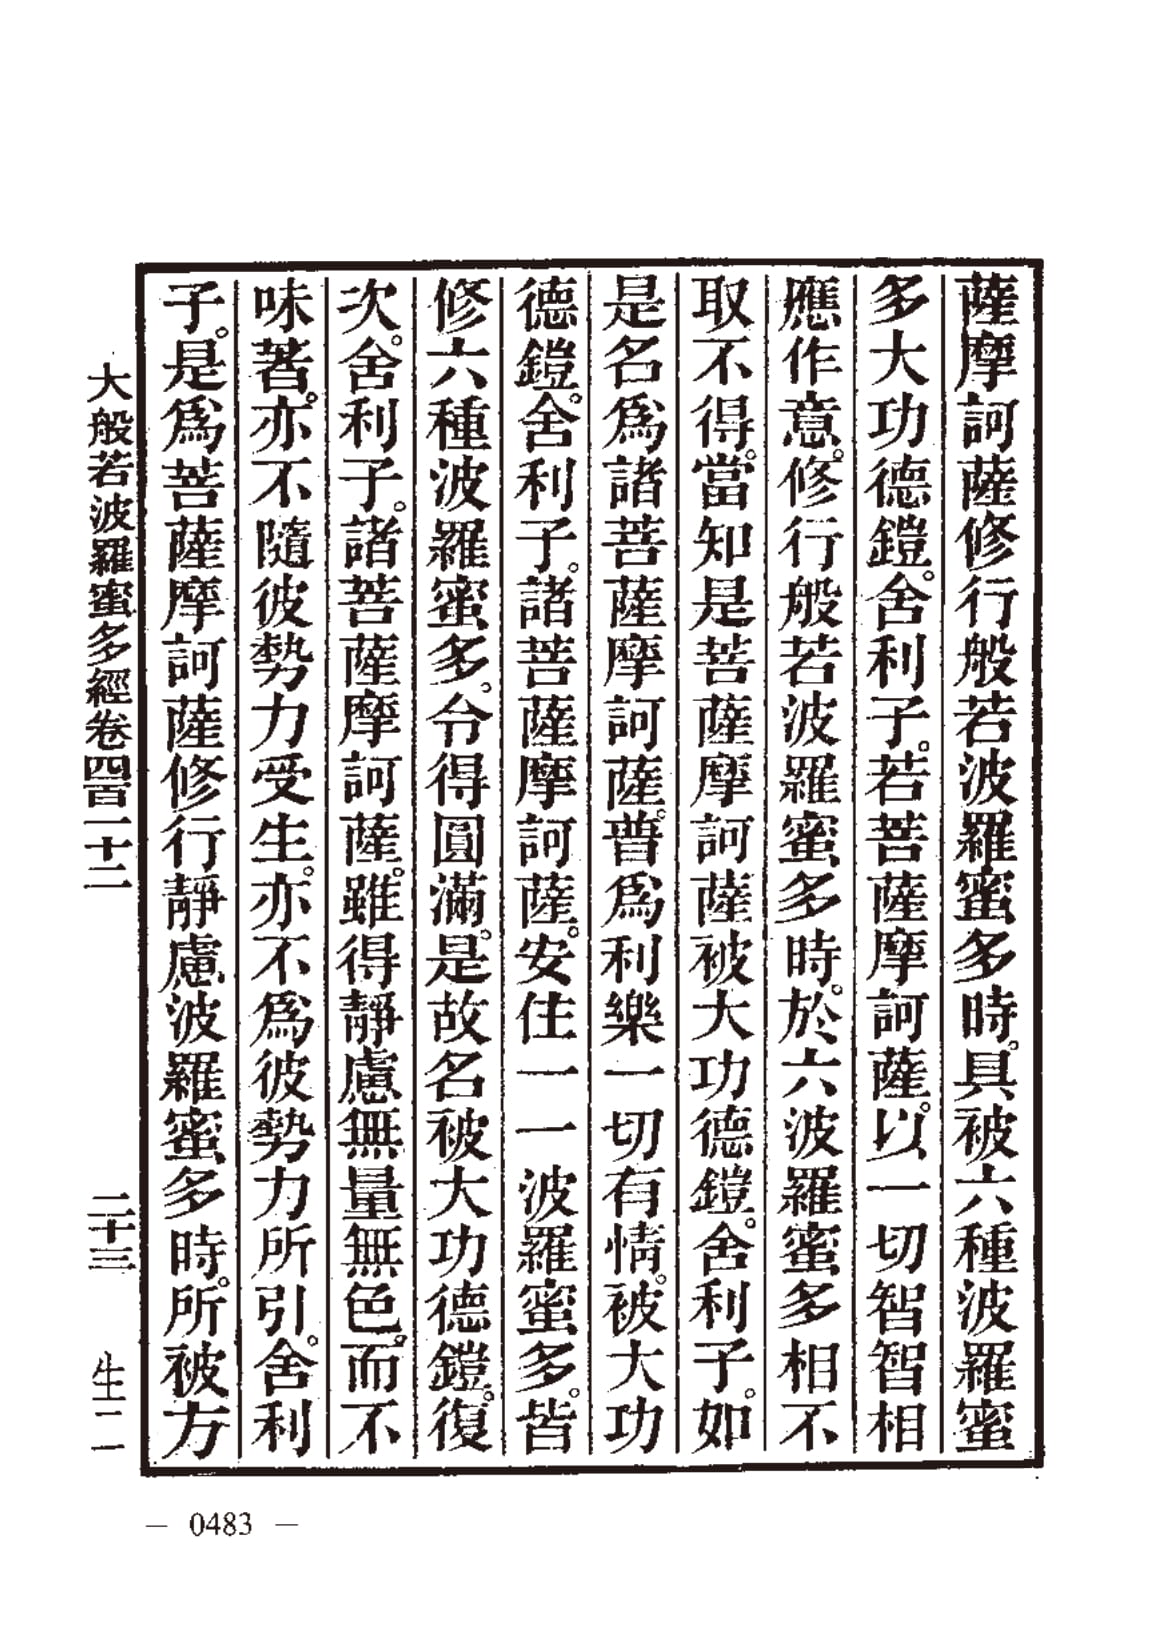 薩摩訶薩修行般若波羅蜜多時。具被六種波羅蜜
多大功德鎧。舍利子。若菩薩摩訶薩。以一切智智相
應作意。修行般若波羅蜜多時。於六波羅蜜多相不
取不得。當知是菩薩摩訶薩被大功德鎧。舍利子。如
是名爲諸菩薩摩訶薩。普爲利樂一切有情。被大功
德鎧。舍利子。諸菩薩摩訶薩。安住一一波羅蜜多。皆
修六種波羅蜜多。令得圓滿。是故名被大功德鎧。復
次。舍利子。諸菩薩摩訶薩。雖得靜慮無量無色。而不
味著。亦不隨彼勢力受生。亦不爲彼勢力所引。舍利
子。是爲菩薩摩訶薩修行靜慮波羅蜜多時。所被方
大般若波羅蜜多經卷四百一十二 二十三 生二
— 0483 —